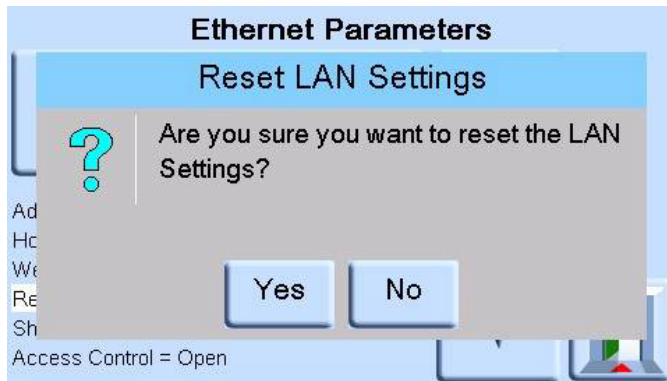 Ethernet Parameters
Reset LAN Settings
Are you sure you want to reset the LAN
Settings?
Yes No
Ad
Ho
We
Re
Sh
Access Control = Open